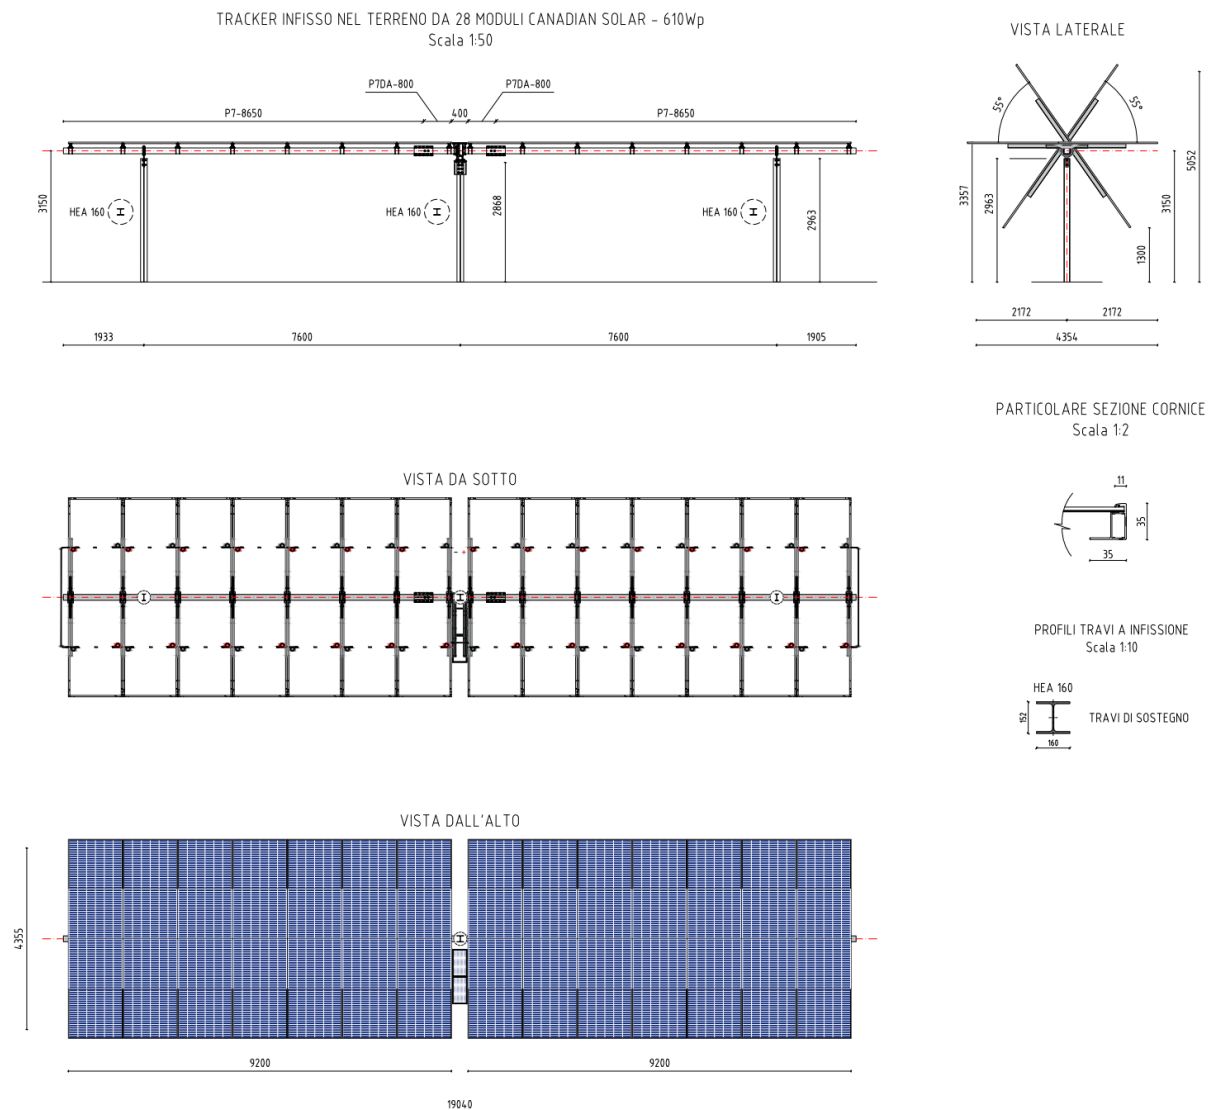 TRACKER INFISSO NEL TERRENO DA 28 MODULI CANADIAN SOLAR - 610Wp
Scala 1:50
VISTA LATERALE
P7DA-800
P7DA-800
P7-8650
400
P7-8650
3150
HEA 160
HEA 160
2868
HEA 160
2963
55°
55°
3357
2963
1300
3150
5052
1933
7600
7600
1905
2172
2172
4354
PARTICOLARE SEZIONE CORNICE
Scala 1:2
11
35
35
VISTA DA SOTTO
PROFILI TRAVI A INFISSIONE
Scala 1:10
HEA 160
152
TRAVI DI SOSTEGNO
160
VISTA DALL'ALTO
4355
9200
9200
19040